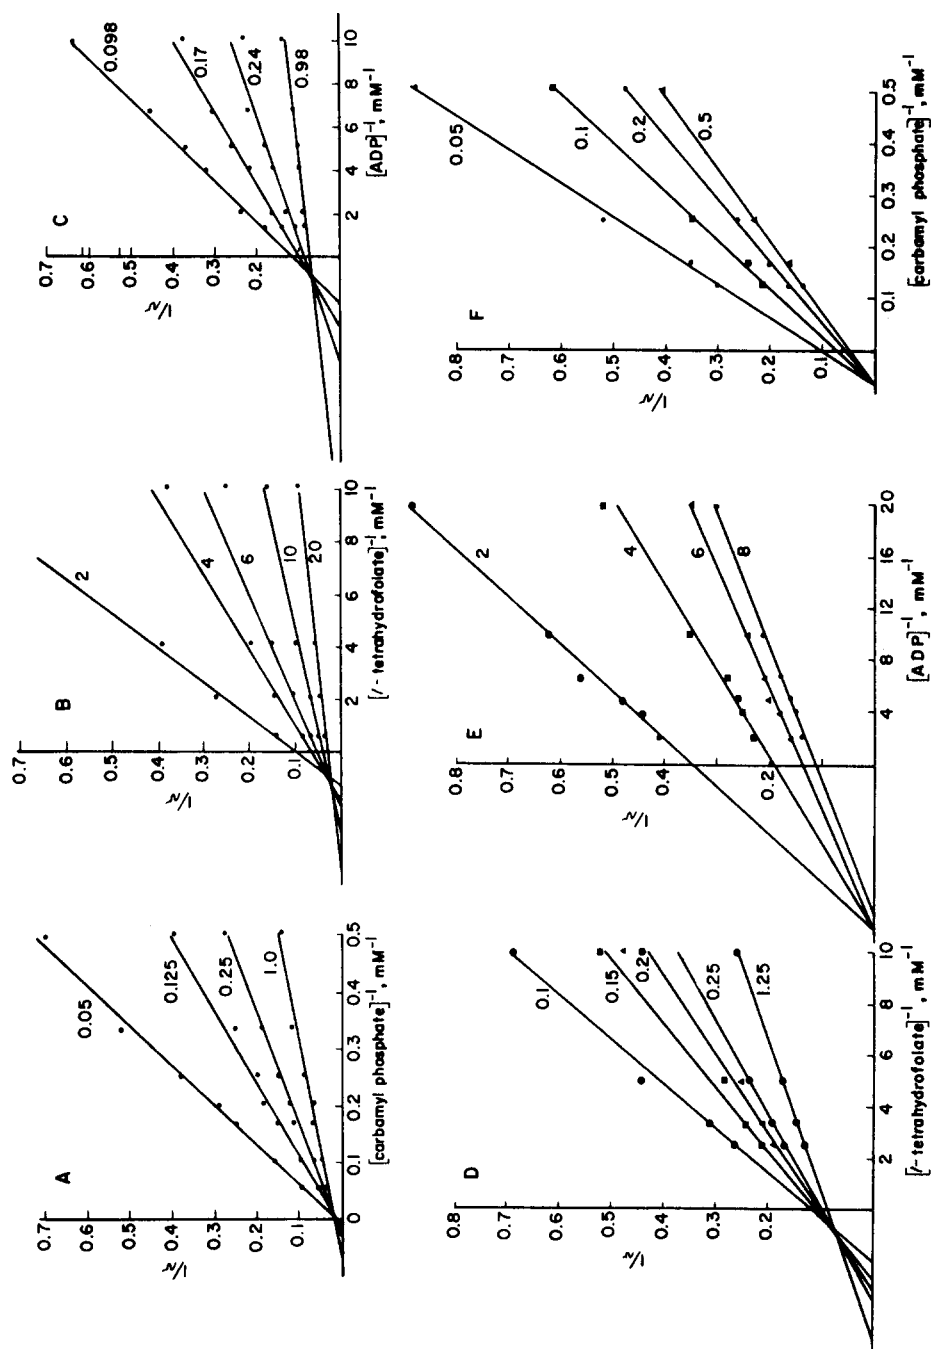 A
1/v
0.7
0.6
0.5
0.4
0.3
0.2
0.1
0.05
0.125
0.25
1.0
0 0.1 0.2 0.3 0.4 0.5
[carbamyl phosphate]⁻¹, mM⁻¹
B
1/v
0.7
0.6
0.5
0.4
0.3
0.2
0.1
2
4
6
10
20
2 4 6 8 10
[l-tetrahydrofolate]⁻¹, mM⁻¹
C
1/v
0.7
0.6
0.5
0.4
0.3
0.2
0.098
0.17
0.24
0.98
2 4 6 8 10
[ADP]⁻¹, mM⁻¹
D
1/v
0.8
0.7
0.6
0.5
0.4
0.3
0.2
0.1
0.15
0.2
0.25
1.25
2 4 6 8 10
[l-tetrahydrofolate]⁻¹, mM⁻¹
E
1/v
0.8
0.7
0.6
0.5
0.4
0.3
0.2
2
4
6
8
4 8 12 16 20
[ADP]⁻¹, mM⁻¹
F
1/v
0.8
0.7
0.6
0.5
0.4
0.3
0.2
0.1
0.05
0.1
0.2
0.5
0.1 0.2 0.3 0.4 0.5
[carbamyl phosphate]⁻¹, mM⁻¹